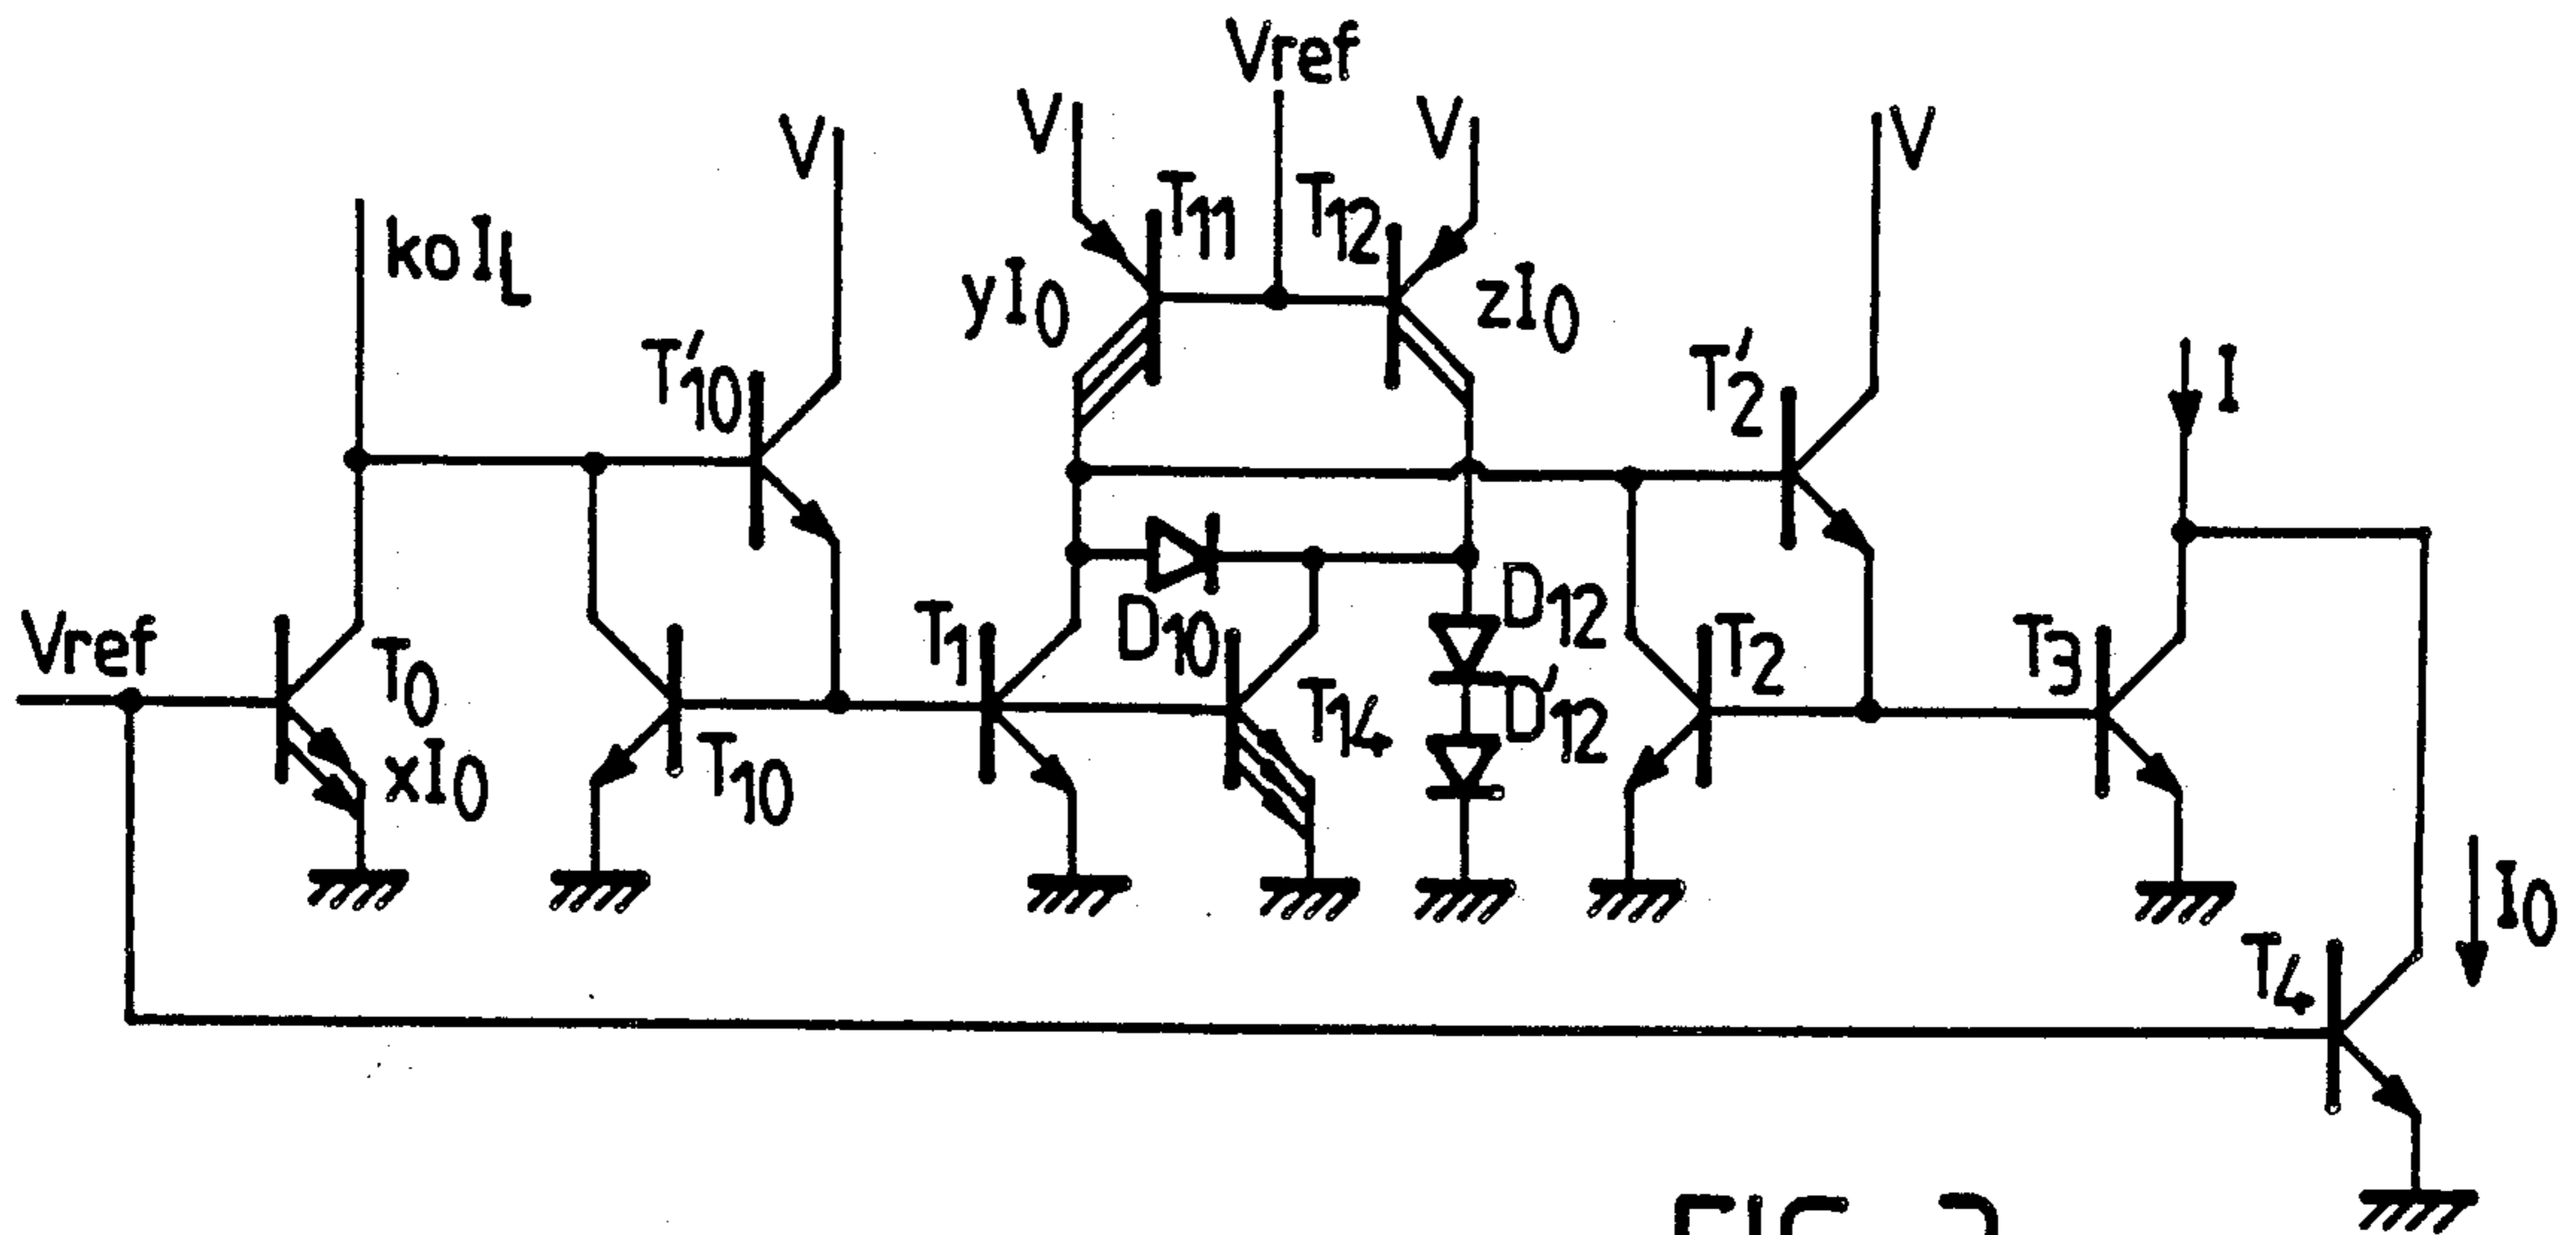 Vref
V
V
V
V
T11
T12
koIL
yI0
zI0
T'10
T'2
I
Vref
T0
xI0
T10
T1
D10
T14
D12
D'12
T2
T3
I0
T4